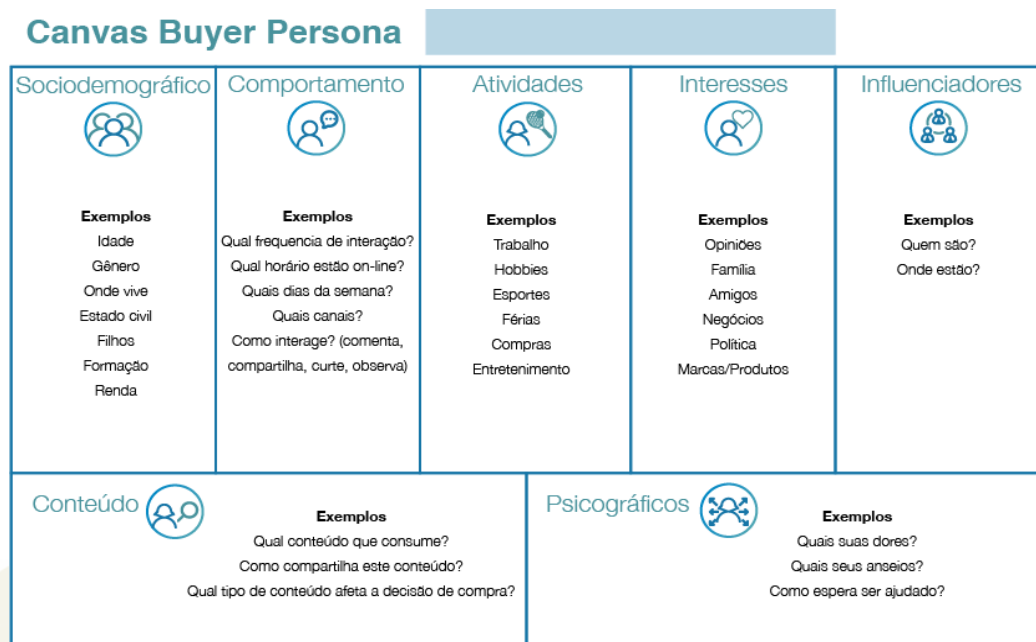 Canvas Buyer Persona
Sociodemográfico
Exemplos
Idade
Gênero
Onde vive
Estado civil
Filhos
Formação
Renda
Comportamento
Exemplos
Qual frequencia de interação?
Qual horário estão on-line?
Quais dias da semana?
Quais canais?
Como interage? (comenta,
compartilha, curte, observa)
Atividades
Exemplos
Trabalho
Hobbies
Esportes
Férias
Compras
Entretenimento
Interesses
Exemplos
Opiniões
Família
Amigos
Negócios
Política
Marcas/Produtos
Influenciadores
Exemplos
Quem são?
Onde estão?
Conteúdo
Exemplos
Qual conteúdo que consume?
Como compartilha este conteúdo?
Qual tipo de conteúdo afeta a decisão de compra?
Psicográficos
Exemplos
Quais suas dores?
Quais seus anseios?
Como espera ser ajudado?